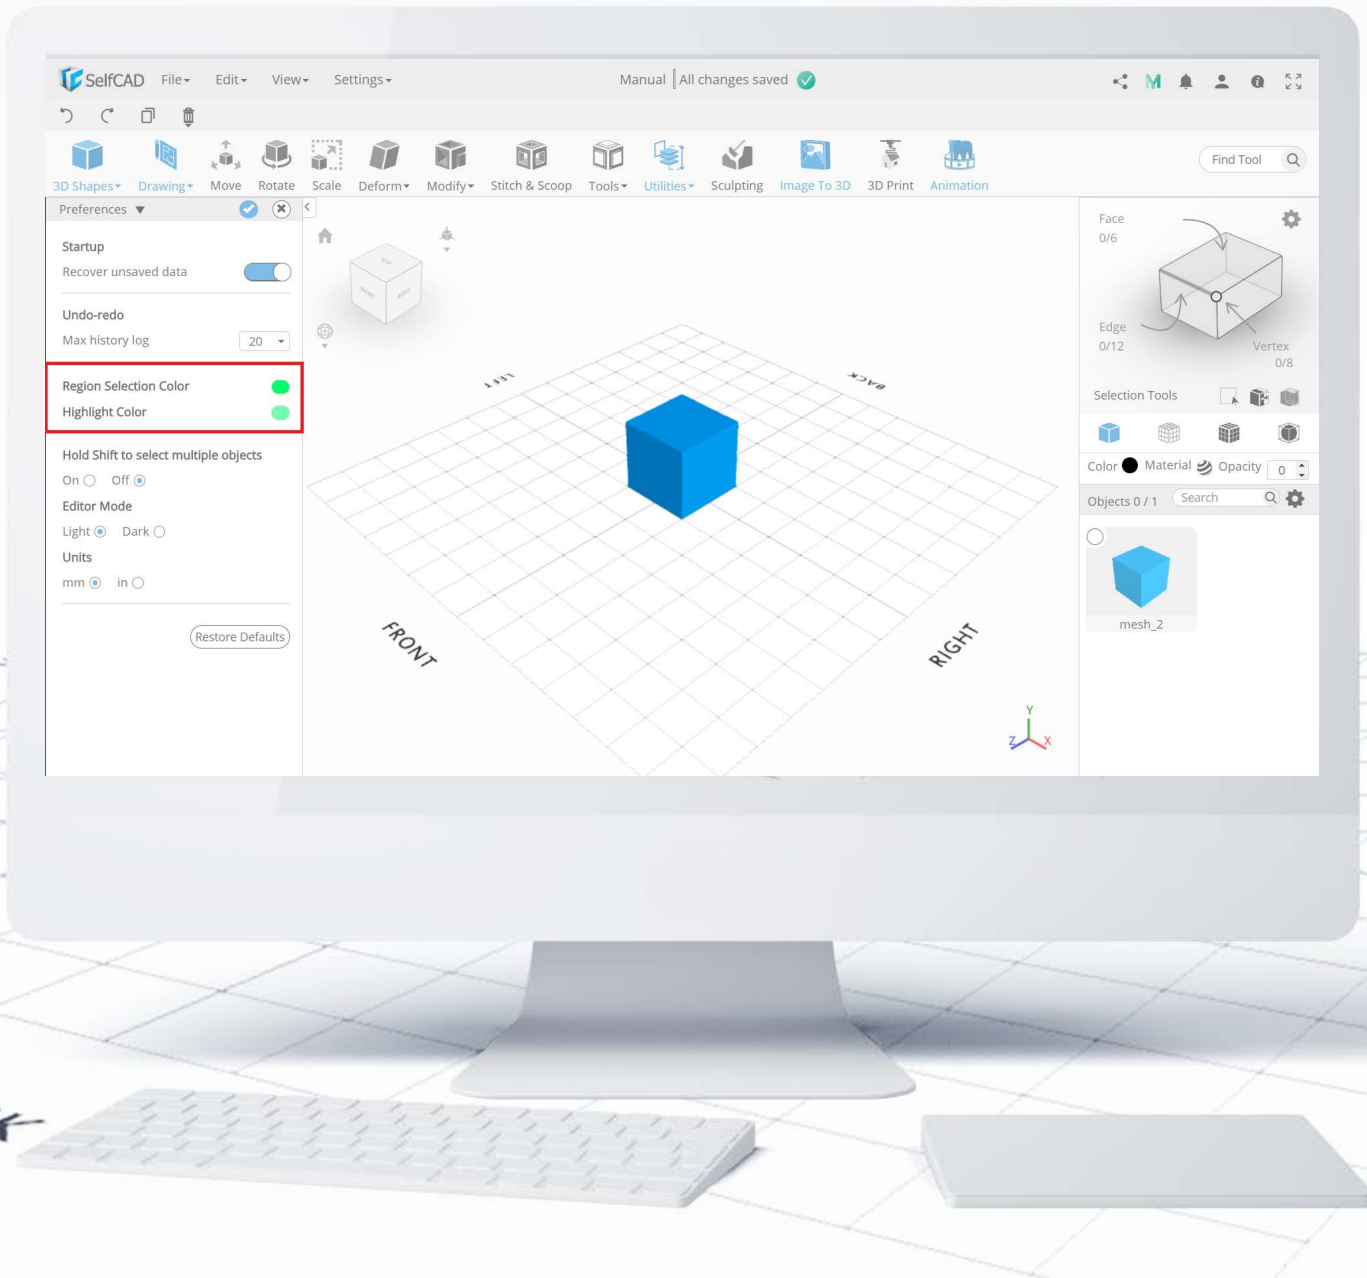 SelfCAD File Edit View Settings Manual All changes saved
3D Shapes Drawing Move Rotate Scale Deform Modify Stitch & Scoop Tools Utilities Sculpting Image To 3D 3D Print Animation Find Tool
Preferences
Startup
Recover unsaved data
Undo-redo
Max history log 20
Region Selection Color
Highlight Color
Hold Shift to select multiple objects
On Off
Editor Mode
Light Dark
Units
mm in
Restore Defaults
LEFT
BACK
FRONT
RIGHT
Y
Z X
Face
0/6
Edge
0/12
Vertex
0/8
Selection Tools
Color Material Opacity 0
Objects 0 / 1 Search
mesh_2